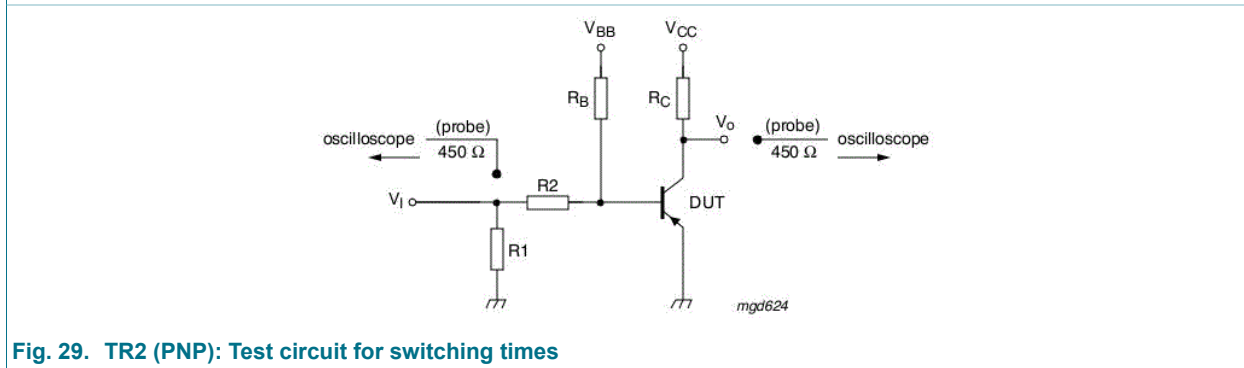 VBB
VCC
RB
RC
Vo
(probe)
450 Ω
oscilloscope
(probe)
450 Ω
oscilloscope
R2
VI
DUT
R1
mgd624
Fig. 29. TR2 (PNP): Test circuit for switching times